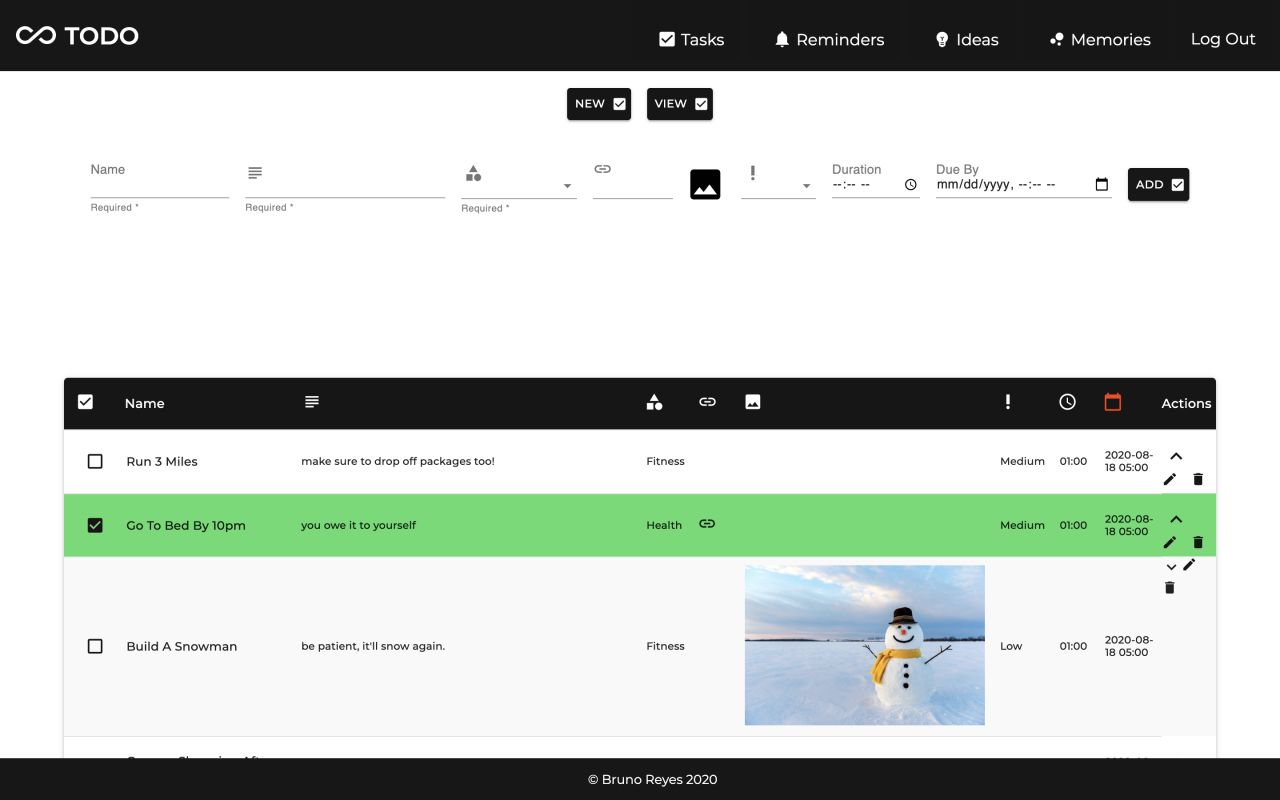 TODO
Tasks
Reminders
Ideas
Memories
Log Out
NEW
VIEW
Name
Required *
Required *
Required *
Duration
--:-- --
Due By
mm/dd/yyyy, --:-- --
ADD
Name
Actions
Run 3 Miles
make sure to drop off packages too!
Fitness
Medium
01:00
2020-08-
18 05:00
Go To Bed By 10pm
you owe it to yourself
Health
Medium
01:00
2020-08-
18 05:00
Build A Snowman
be patient, it'll snow again.
Fitness
Low
01:00
2020-08-
18 05:00
© Bruno Reyes 2020